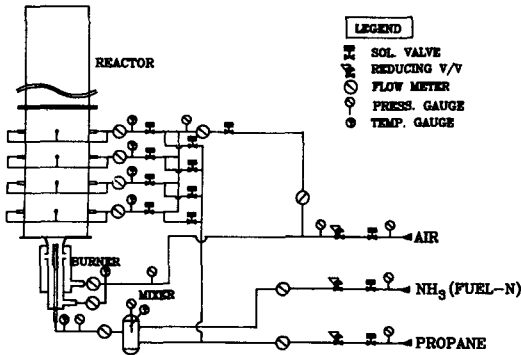 REACTOR
LEGEND
SOL. VALVE
REDUCING V/V
FLOW METER
PRESS. GAUGE
TEMP. GAUGE
BURNER
MIXER
AIR
NH3 (FUEL-N)
PROPANE